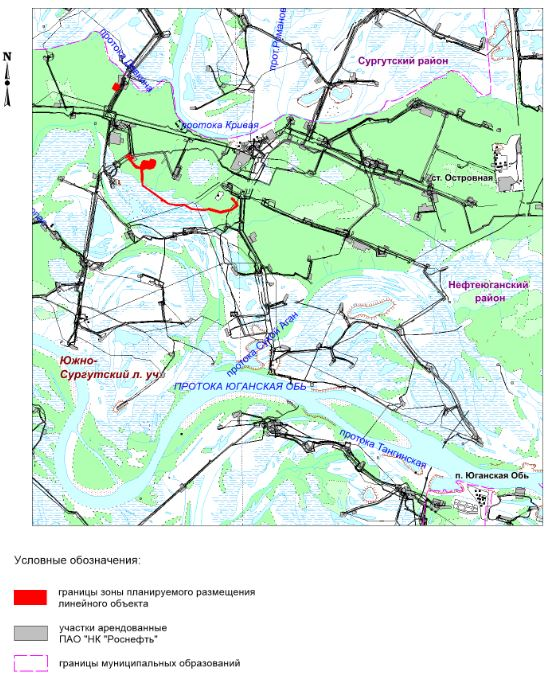 N
протока
прот.Романов
Сургутский район
протока Кривая
ст. Островная
Нефтеюганский
район
протока Сухой Аган
Южно-
Сургутский л. уч
ПРОТОКА ЮГАНСКАЯ ОБЬ
протока Тангинская
п. Юганская Обь
Условные обозначения:
границы зоны планируемого размещения
линейного объекта
участки арендованные
ПАО "НК "Роснефть"
границы муниципальных образований